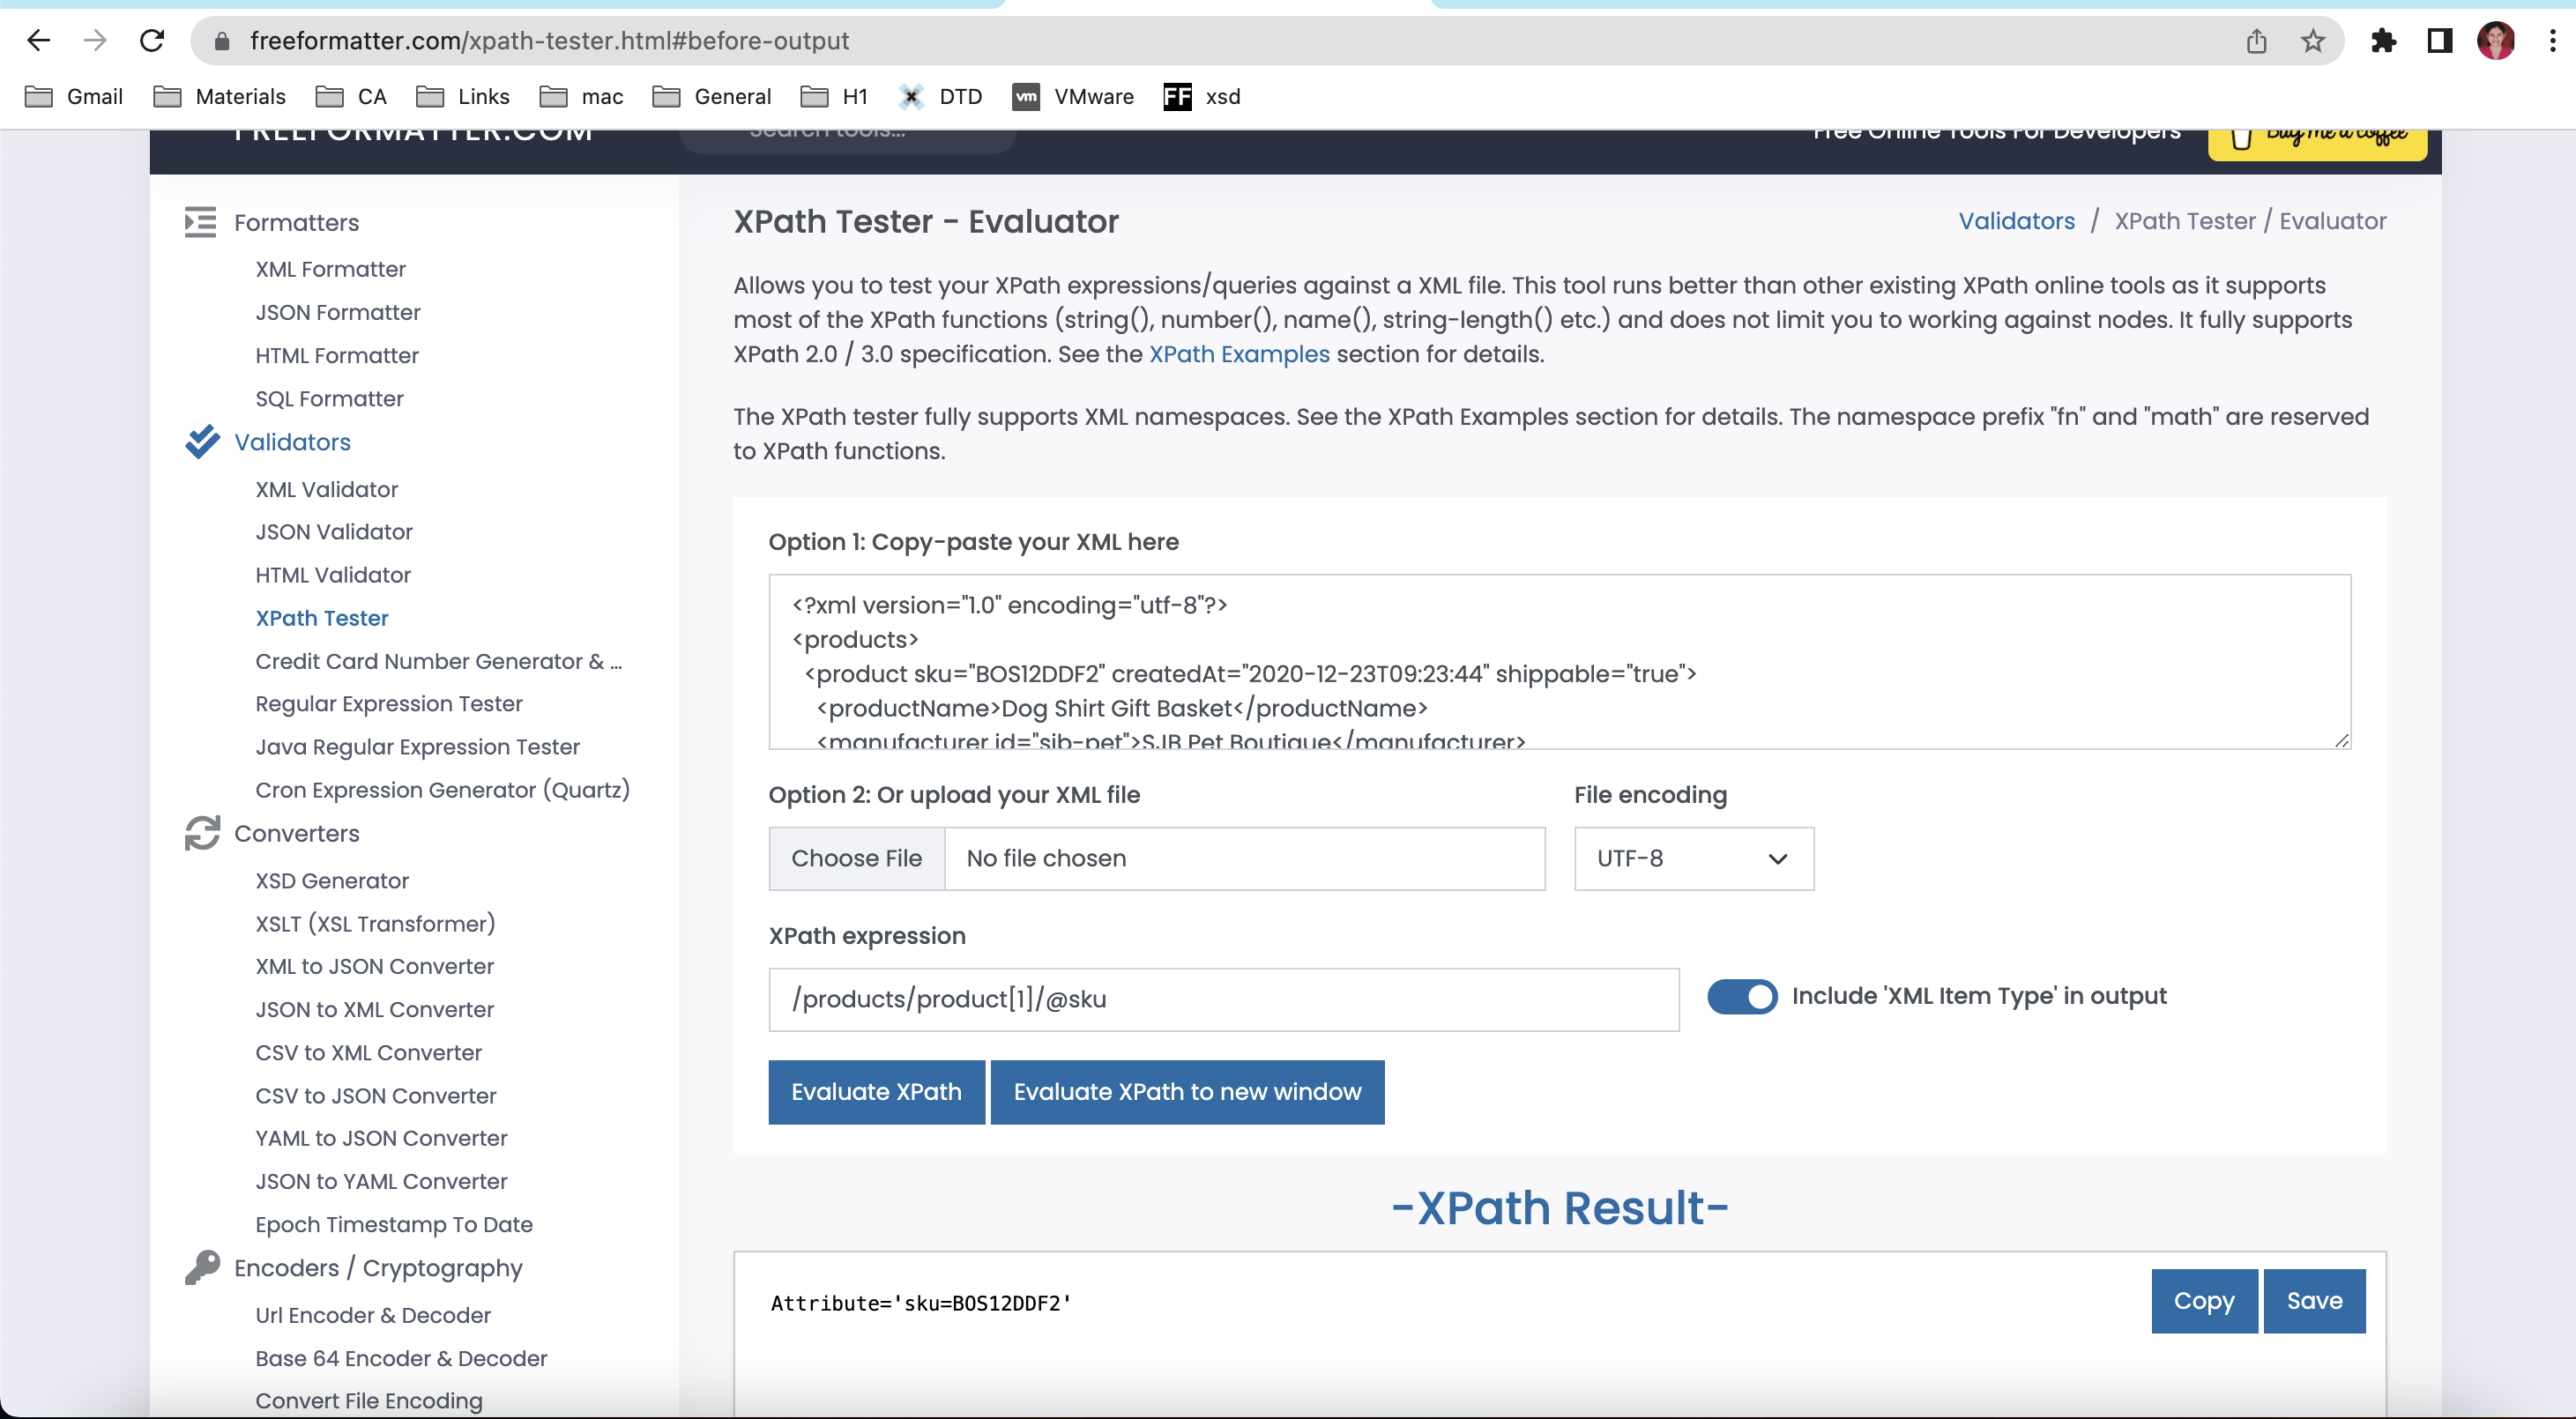 freeformatter.com/xpath-tester.html#before-output
Gmail Materials CA Links mac General H1 DTD vm VMware FF xsd
FREEFORMATTER.COM Search tools... Free Online Tools For Developers Buy me a coffee
Formatters
XML Formatter
JSON Formatter
HTML Formatter
SQL Formatter
Validators
XML Validator
JSON Validator
HTML Validator
XPath Tester
Credit Card Number Generator & ...
Regular Expression Tester
Java Regular Expression Tester
Cron Expression Generator (Quartz)
Converters
XSD Generator
XSLT (XSL Transformer)
XML to JSON Converter
JSON to XML Converter
CSV to XML Converter
CSV to JSON Converter
YAML to JSON Converter
JSON to YAML Converter
Epoch Timestamp To Date
Encoders / Cryptography
Url Encoder & Decoder
Base 64 Encoder & Decoder
Convert File Encoding
XPath Tester - Evaluator
Validators / XPath Tester / Evaluator
Allows you to test your XPath expressions/queries against a XML file. This tool runs better than other existing XPath online tools as it supports
most of the XPath functions (string(), number(), name(), string-length() etc.) and does not limit you to working against nodes. It fully supports
XPath 2.0 / 3.0 specification. See the XPath Examples section for details.
The XPath tester fully supports XML namespaces. See the XPath Examples section for details. The namespace prefix "fn" and "math" are reserved
to XPath functions.
Option 1: Copy-paste your XML here
<?xml version="1.0" encoding="utf-8"?>
<products>
<product sku="BOS12DDF2" createdAt="2020-12-23T09:23:44" shippable="true">
<productName>Dog Shirt Gift Basket</productName>
<manufacturer id="sjb-pet">SJB Pet Boutique</manufacturer>
Option 2: Or upload your XML file
File encoding
Choose File No file chosen
UTF-8
XPath expression
/products/product[1]/@sku
Include 'XML Item Type' in output
Evaluate XPath
Evaluate XPath to new window
-XPath Result-
Attribute='sku=BOS12DDF2'
Copy
Save